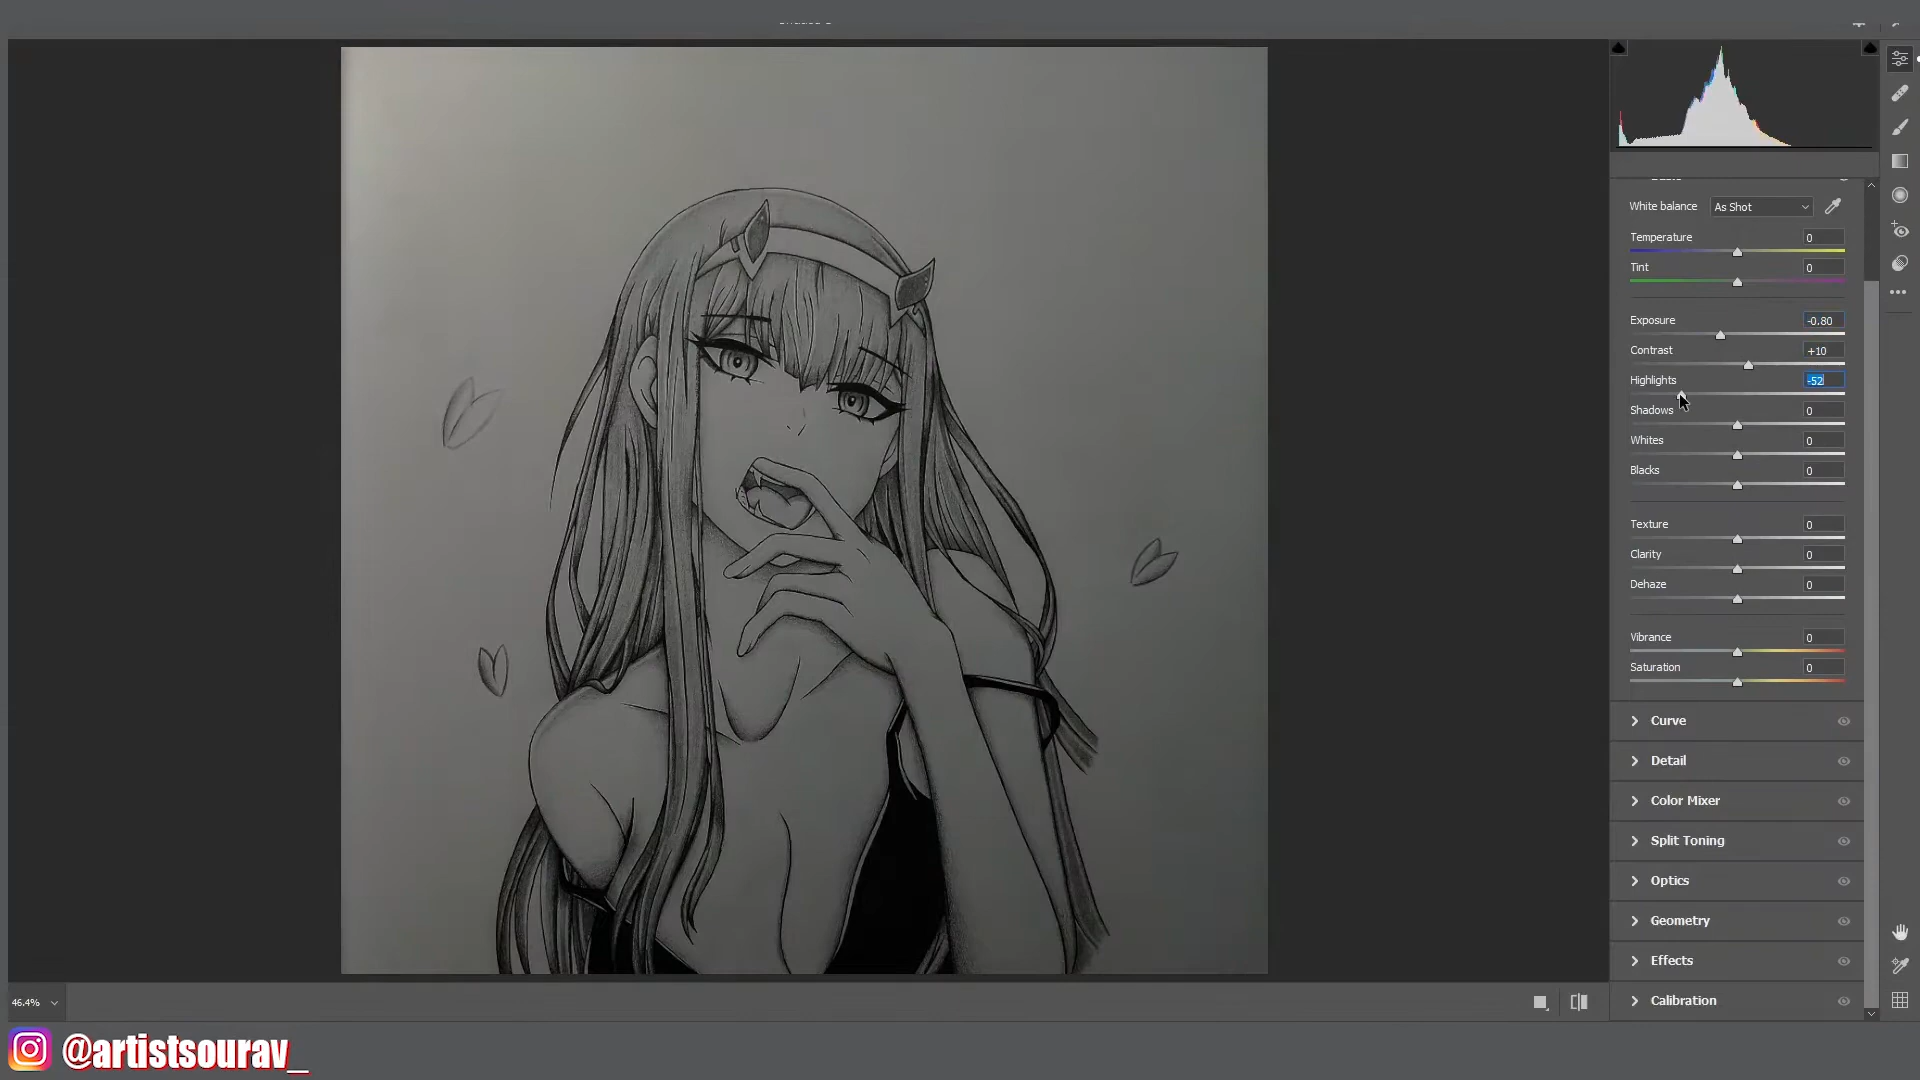 White balance As Shot
Temperature 0
Tint 0
Exposure -0.80
Contrast +10
Highlights -52
Shadows 0
Whites 0
Blacks 0
Texture 0
Clarity 0
Dehaze 0
Vibrance 0
Saturation 0
Curve
Detail
Color Mixer
Split Toning
Optics
Geometry
Effects
Calibration
46.4%
@artistsourav_